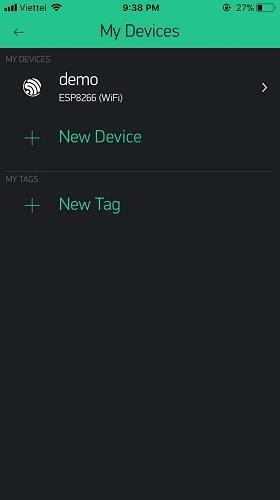 Viettel 9:38 PM 27%
My Devices
MY DEVICES
demo
ESP8266 (WiFi)
New Device
MY TAGS
New Tag